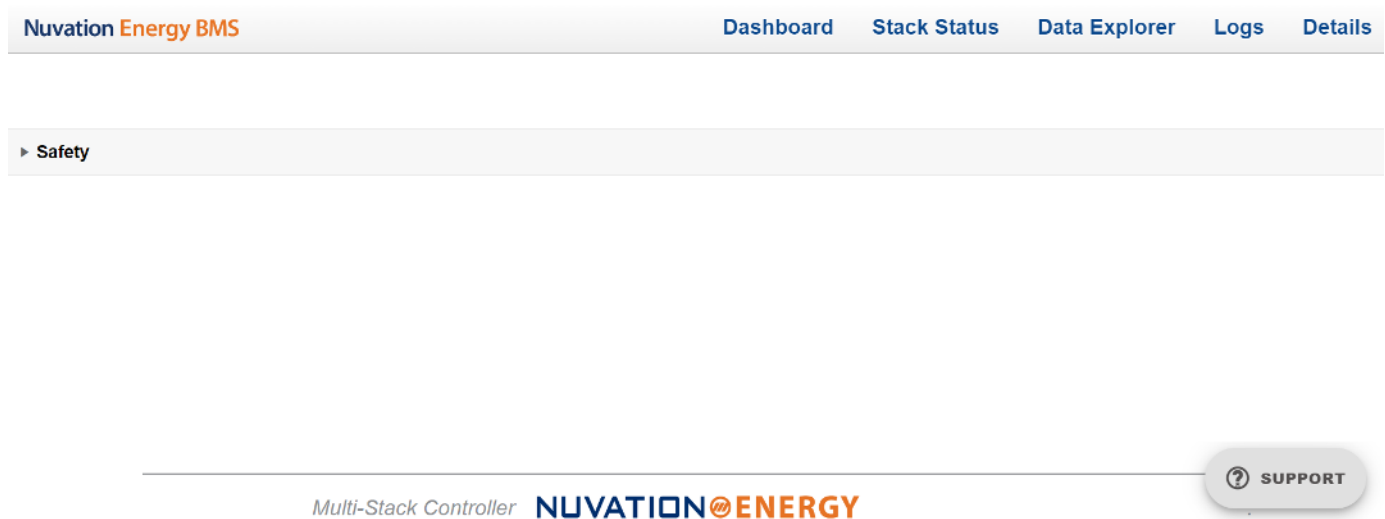 Nuvation Energy BMS Dashboard Stack Status Data Explorer Logs Details
Safety
SUPPORT
Multi-Stack Controller NUVATION ENERGY